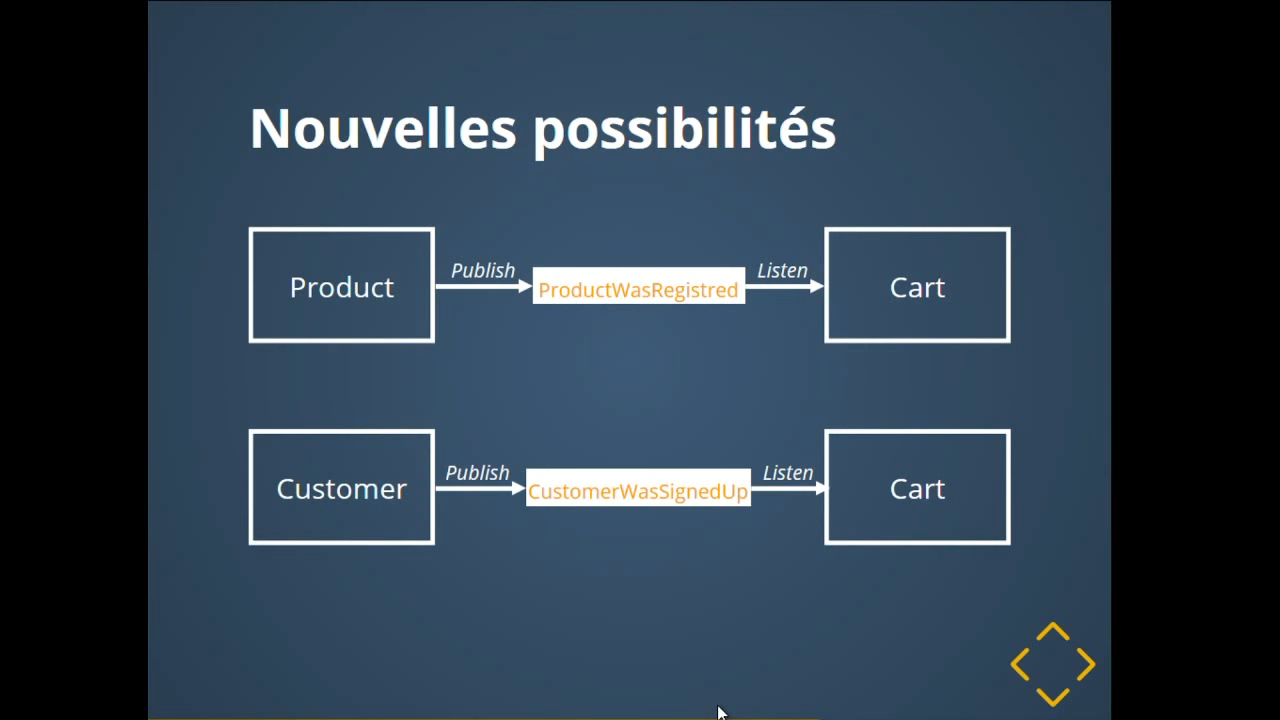 Nouvelles possibilités
Product
Publish
ProductWasRegistred
Listen
Cart
Customer
Publish
CustomerWasSignedUp
Listen
Cart